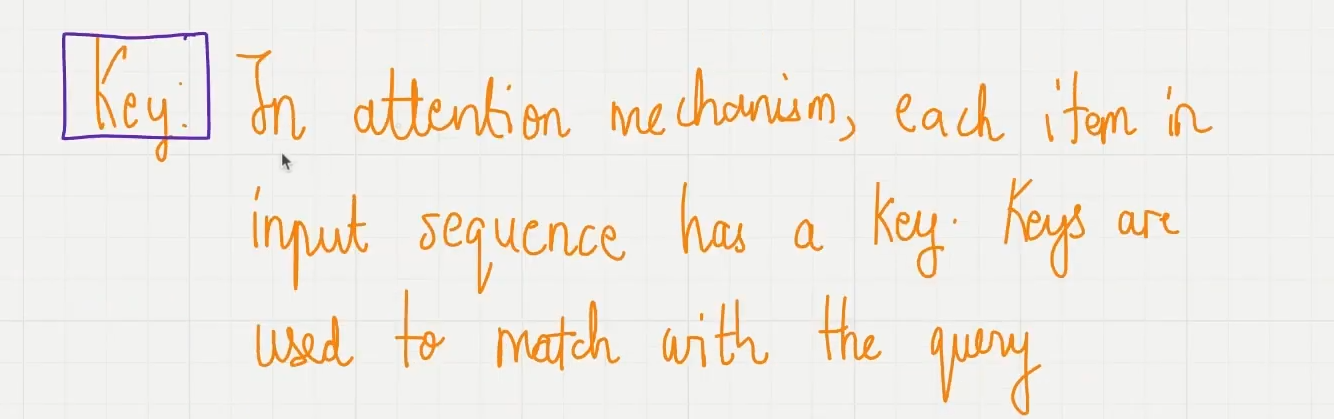 Key: In attention mechanism, each item in
input sequence has a key. Keys are
used to match with the query